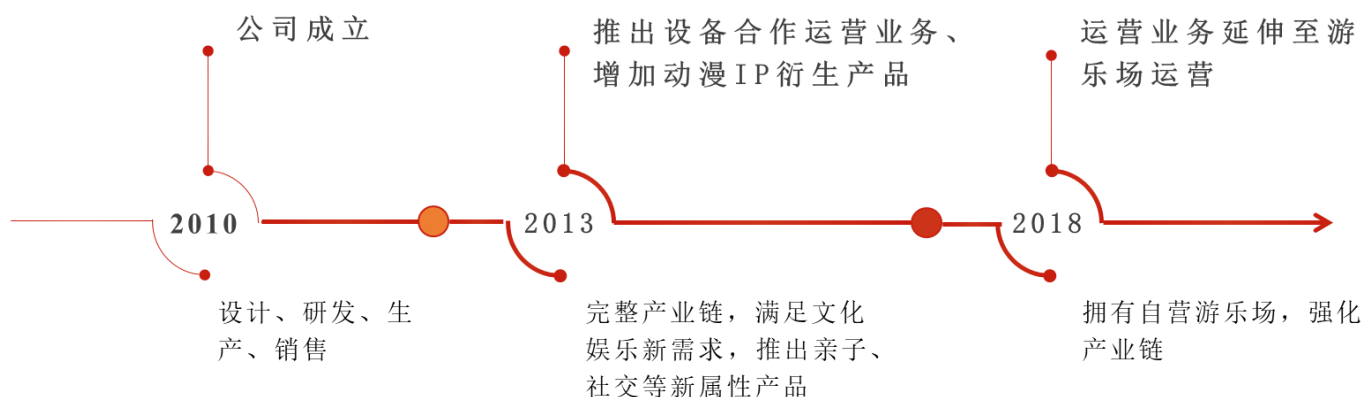 公司成立
推出设备合作运营业务、
增加动漫IP衍生产品
运营业务延伸至游
乐场运营
2010
2013
2018
设计、研发、生
产、销售
完整产业链，满足文化
娱乐新需求，推出亲子、
社交等新属性产品
拥有自营游乐场，强化
产业链